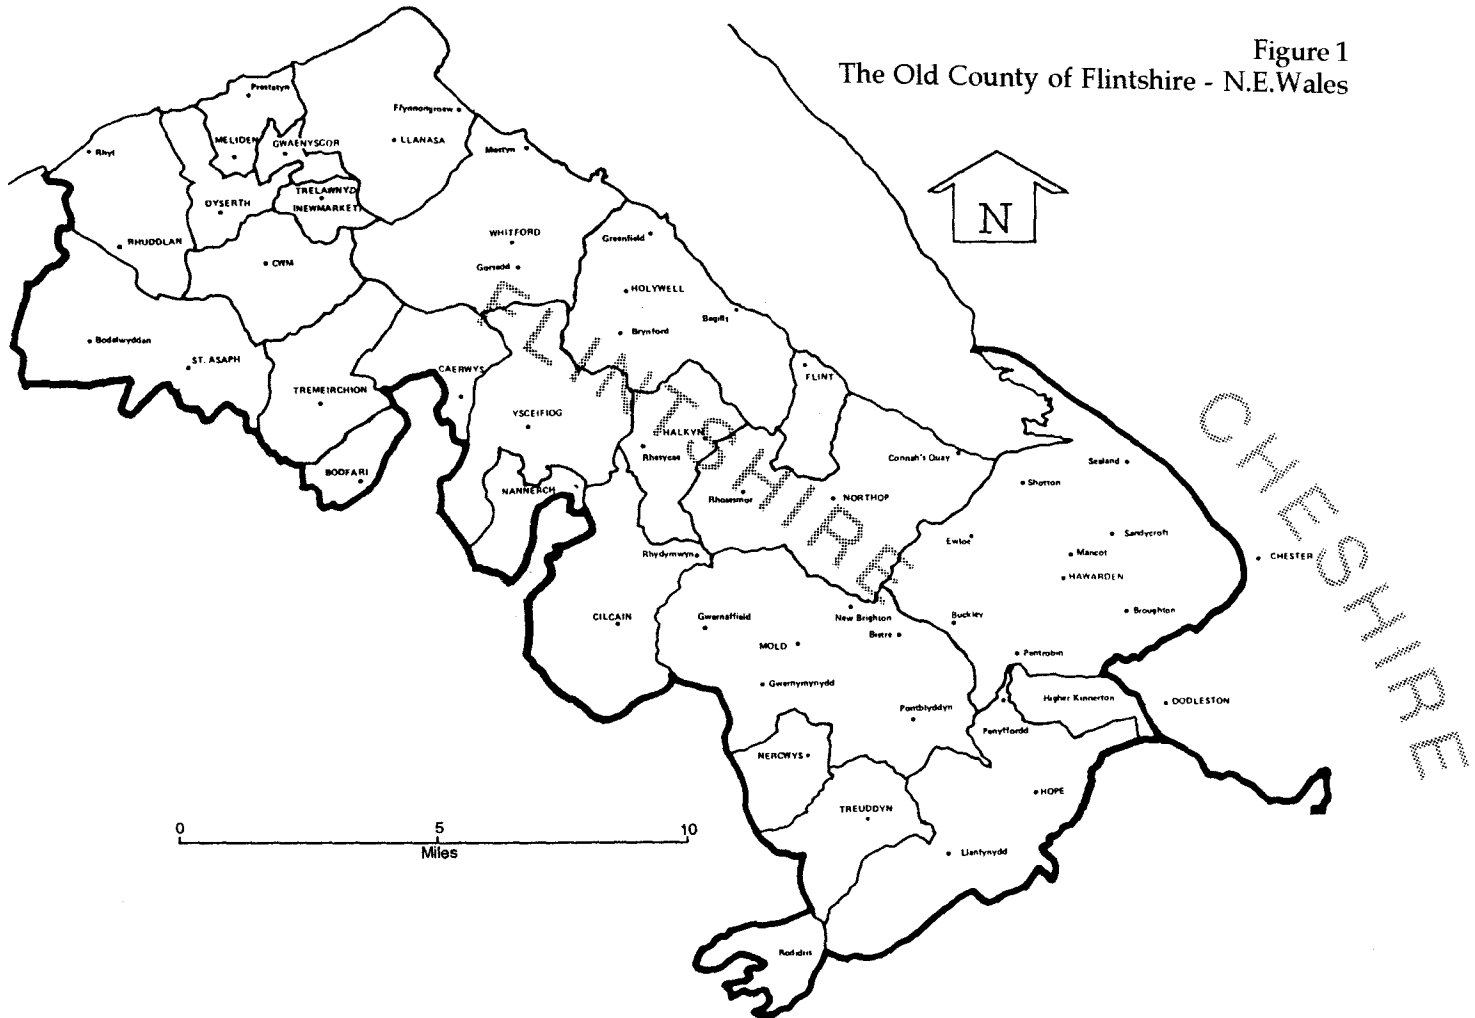 Figure 1
The Old County of Flintshire - N.E.Wales
Prestatyn
Ffynnongroew
MELIDEN
GWAENYSGOR
LLANASA
Mostyn
Rhyl
TRELAWNYD
(NEWMARKET)
DYSERTH
N
RHUDDLAN
WHITFORD
Greenfield
CWM
Gorsedd
HOLYWELL
Bagillt
Brynford
Bodelwyddan
ST. ASAPH
CAERWYS
FLINT
TREMEIRCHION
YSCEIFIOG
HALKYN
Rhesycae
Connah's Quay
Sealand
BODFARI
NANNERCH
Rhosesmor
NORTHOP
Shotton
Ewloe
Sandycroft
Rhydymwyn
Mancot
CHESTER
HAWARDEN
CILCAIN
Gwernaffield
New Brighton
Buckley
Broughton
Bistre
MOLD
Pentrobin
Gwernymynydd
Higher Kinnerton
DODLESTON
Pontblyddyn
Penyffordd
NERCWYS
HOPE
TREUDDYN
Llanfynydd
FLINTSHIRE
CHESHIRE
0 5 10
Miles